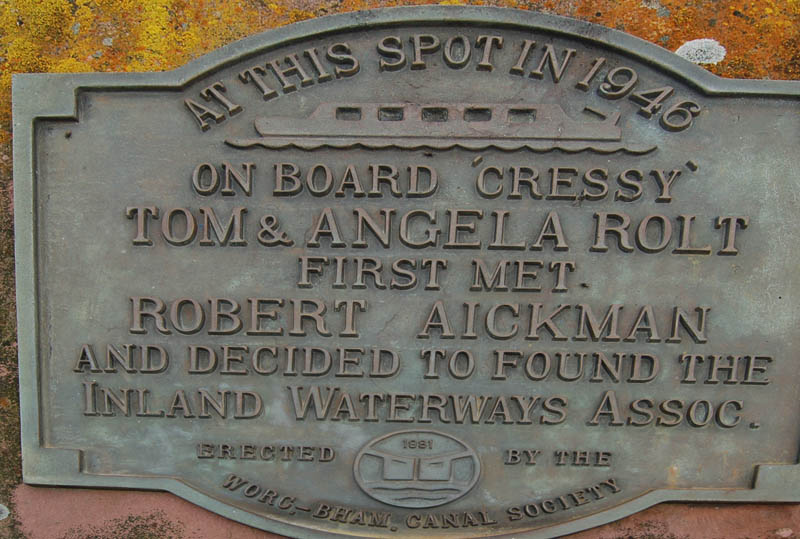 AT THIS SPOT IN 1946
ON BOARD 'CRESSY'
TOM & ANGELA ROLT
FIRST MET
ROBERT AICKMAN
AND DECIDED TO FOUND THE
INLAND WATERWAYS ASSOC.
ERECTED 1981 BY THE
WORC.-BHAM. CANAL SOCIETY